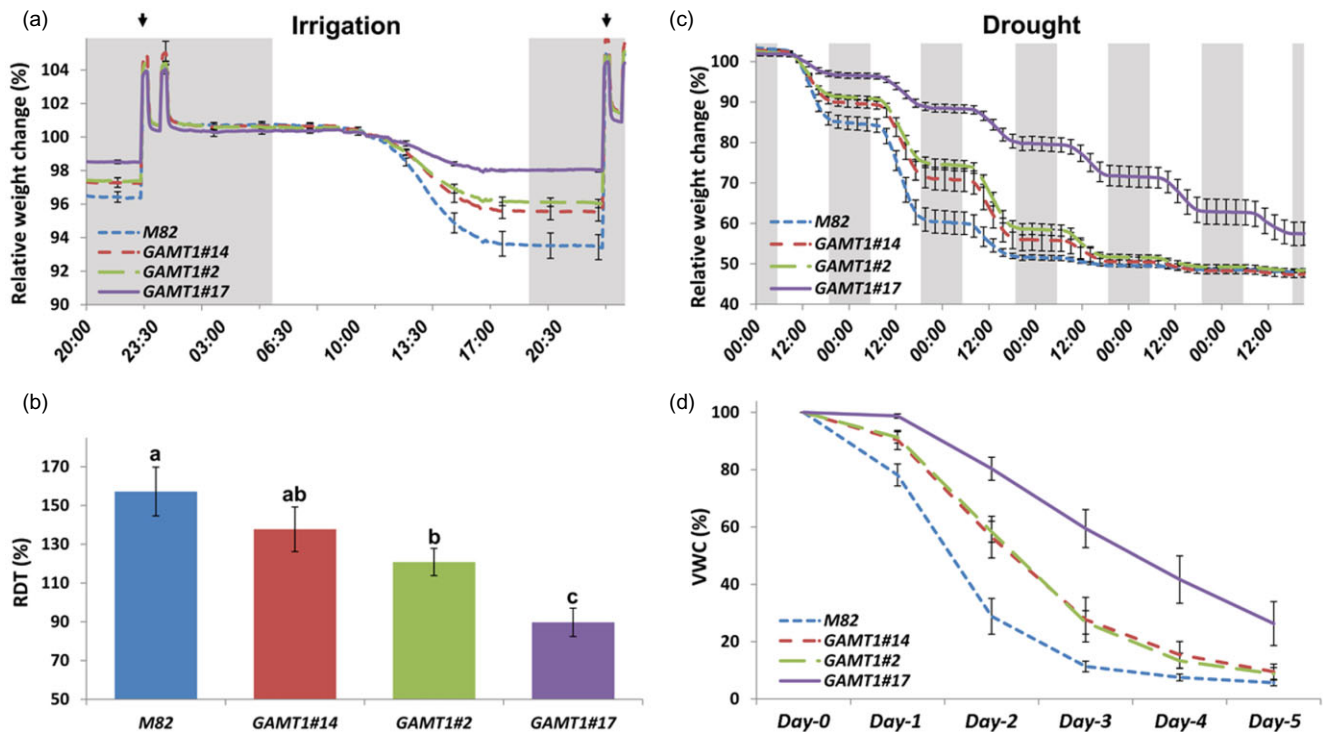 (a)
Irrigation
Relative weight change (%)
104
102
100
98
96
94
92
90
M82
GAMT1#14
GAMT1#2
GAMT1#17
20:00
23:30
03:00
06:30
10:00
13:30
17:00
20:30
(c)
Drought
Relative weight change (%)
100
90
80
70
60
50
40
M82
GAMT1#14
GAMT1#2
GAMT1#17
00:00
12:00
00:00
12:00
00:00
12:00
00:00
12:00
00:00
12:00
00:00
12:00
(b)
RDT (%)
170
150
130
110
90
70
50
a
ab
b
c
M82
GAMT1#14
GAMT1#2
GAMT1#17
(d)
VWC (%)
100
80
60
40
20
0
M82
GAMT1#14
GAMT1#2
GAMT1#17
Day-0
Day-1
Day-2
Day-3
Day-4
Day-5